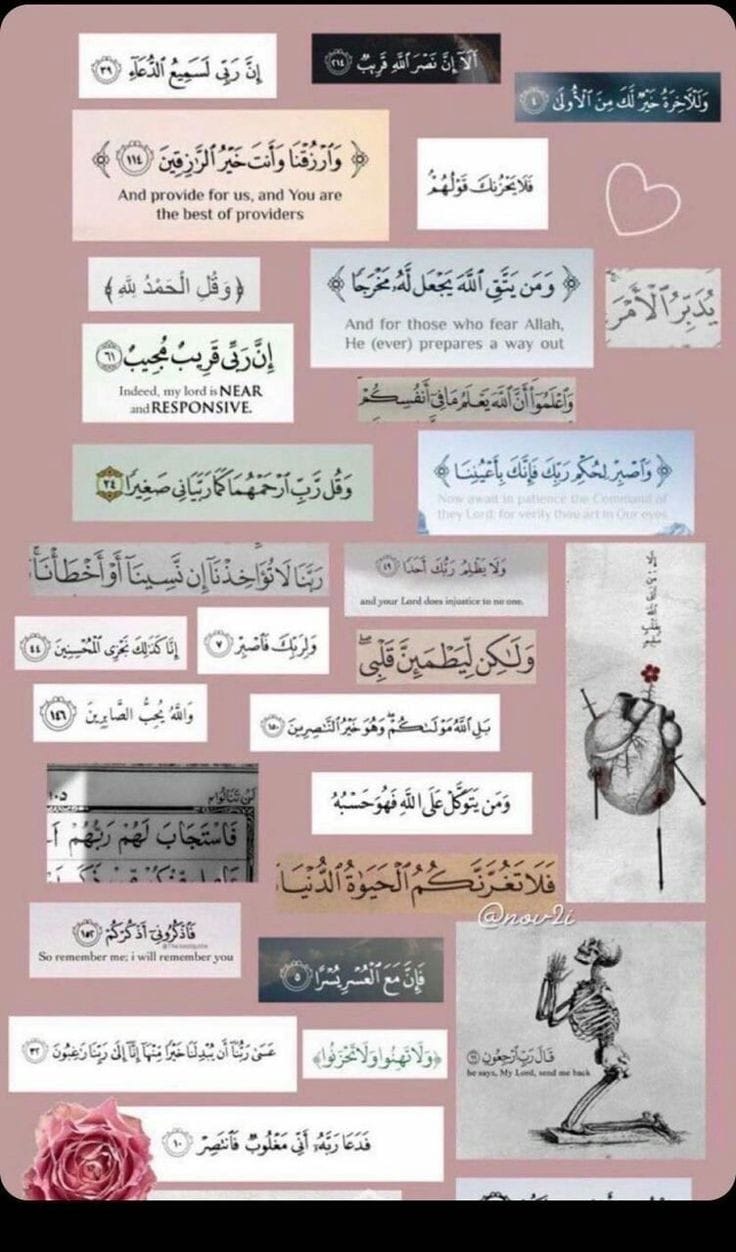 إِنَّ رَبِّي لَسَمِيعُ الدُّعَاءِ ٣٩
أَلَا إِنَّ نَصْرَ اللَّهِ قَرِيبٌ ٢١٤
وَلَلْآخِرَةُ خَيْرٌ لَّكَ مِنَ الْأُولَىٰ ٤
وَارْزُقْنَا وَأَنتَ خَيْرُ الرَّازِقِينَ ١١٤
And provide for us, and You are
the best of providers
فَلَا يَحْزُنكَ قَوْلُهُمْ
﴿وَقُلِ الْحَمْدُ لِلَّهِ﴾
وَمَن يَتَّقِ اللَّهَ يَجْعَل لَّهُ مَخْرَجًا
And for those who fear Allah,
He (ever) prepares a way out
يُدَبِّرُ الْأَمْرَ
إِنَّ رَبِّي قَرِيبٌ مُّجِيبٌ ٦١
Indeed, my lord is NEAR
and RESPONSIVE.
وَاعْلَمُوا أَنَّ اللَّهَ يَعْلَمُ مَا فِي أَنفُسِكُمْ
وَقُل رَّبِّ ارْحَمْهُمَا كَمَا رَبَّيَانِي صَغِيرًا ٢٤
وَاصْبِرْ لِحُكْمِ رَبِّكَ فَإِنَّكَ بِأَعْيُنِنَا
Now await in patience the Command of
they Lord: for verily thou art in Our eyes
رَبَّنَا لَا تُؤَاخِذْنَا إِن نَّسِينَا أَوْ أَخْطَأْنَا
وَلَا يَظْلِمُ رَبُّكَ أَحَدًا ٤٩
and your Lord does injustice to no one.
إِنَّا كَذَٰلِكَ نَجْزِي الْمُحْسِنِينَ ٤٤
وَلِرَبِّكَ فَاصْبِرْ ٧
وَلَٰكِن لِّيَطْمَئِنَّ قَلْبِي
وَاللَّهُ يُحِبُّ الصَّابِرِينَ ١٤٦
بَلِ اللَّهُ مَوْلَاكُمْ وَهُوَ خَيْرُ النَّاصِرِينَ ١٥٠
لَن تَنَالُوا
١٠٥
فَاسْتَجَابَ لَهُمْ رَبُّهُمْ
وَمَن يَتَوَكَّلْ عَلَى اللَّهِ فَهُوَ حَسْبُهُ
فَلَا تَغُرَّنَّكُمُ الْحَيَاةُ الدُّنْيَا
@nov2i
فَاذْكُرُونِي أَذْكُرْكُمْ ١٥٢
So remember me; i will remember you
فَإِنَّ مَعَ الْعُسْرِ يُسْرًا ٥
قَالَ رَبِّ ارْجِعُونِ ٩٩
he says, My Lord, send me back
عَسَىٰ رَبُّنَا أَن يُبْدِلَنَا خَيْرًا مِّنْهَا إِنَّا إِلَىٰ رَبِّنَا رَاغِبُونَ ٣٢
﴿وَلَا تَهِنُوا وَلَا تَحْزَنُوا﴾
فَدَعَا رَبَّهُ أَنِّي مَغْلُوبٌ فَانتَصِرْ ١٠